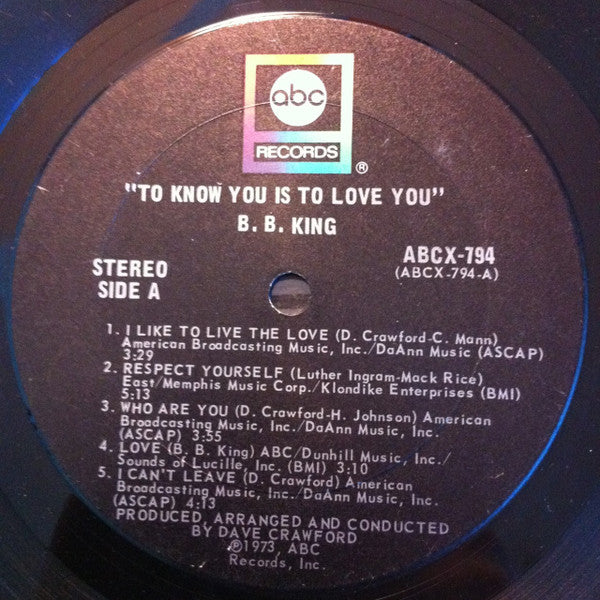 abc
RECORDS
®
"TO KNOW YOU IS TO LOVE YOU"
B. B. KING
STEREO
SIDE A
ABCX-794
(ABCX-794-A)
1. I LIKE TO LIVE THE LOVE (D. Crawford-C. Mann)
American Broadcasting Music, Inc./DaAnn Music (ASCAP)
3:29
2. RESPECT YOURSELF (Luther Ingram-Mack Rice)
East/Memphis Music Corp./Klondike Enterprises (BMI)
5:13
3. WHO ARE YOU (D. Crawford-H. Johnson) American
Broadcasting Music, Inc./DaAnn Music, Inc.
(ASCAP) 3:55
4. LOVE (B. B. King) ABC/Dunhill Music, Inc./
Sounds of Lucille, Inc. (BMI) 3:10
5. I CAN'T LEAVE (D. Crawford) American
Broadcasting Music, Inc./DaAnn Music, Inc.
(ASCAP) 4:13
PRODUCED, ARRANGED AND CONDUCTED
BY DAVE CRAWFORD
℗1973, ABC
Records, Inc.